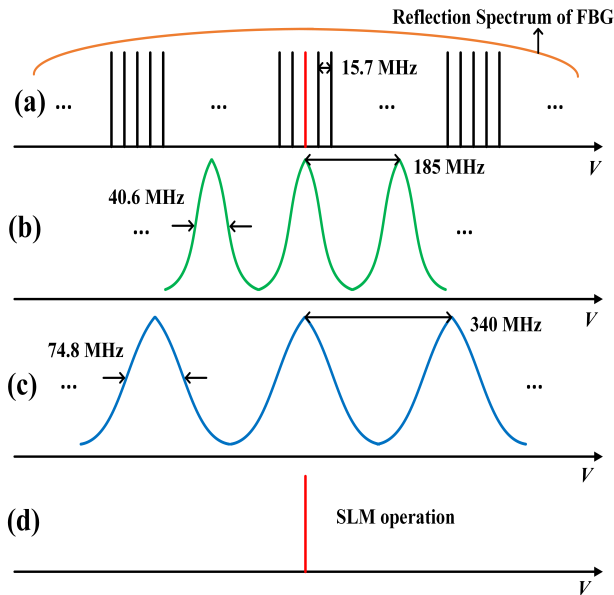 Reflection Spectrum of FBG
15.7 MHz
(a)
...
...
...
...
V
185 MHz
40.6 MHz
(b)
...
...
V
340 MHz
74.8 MHz
(c)
...
...
V
(d)
SLM operation
V